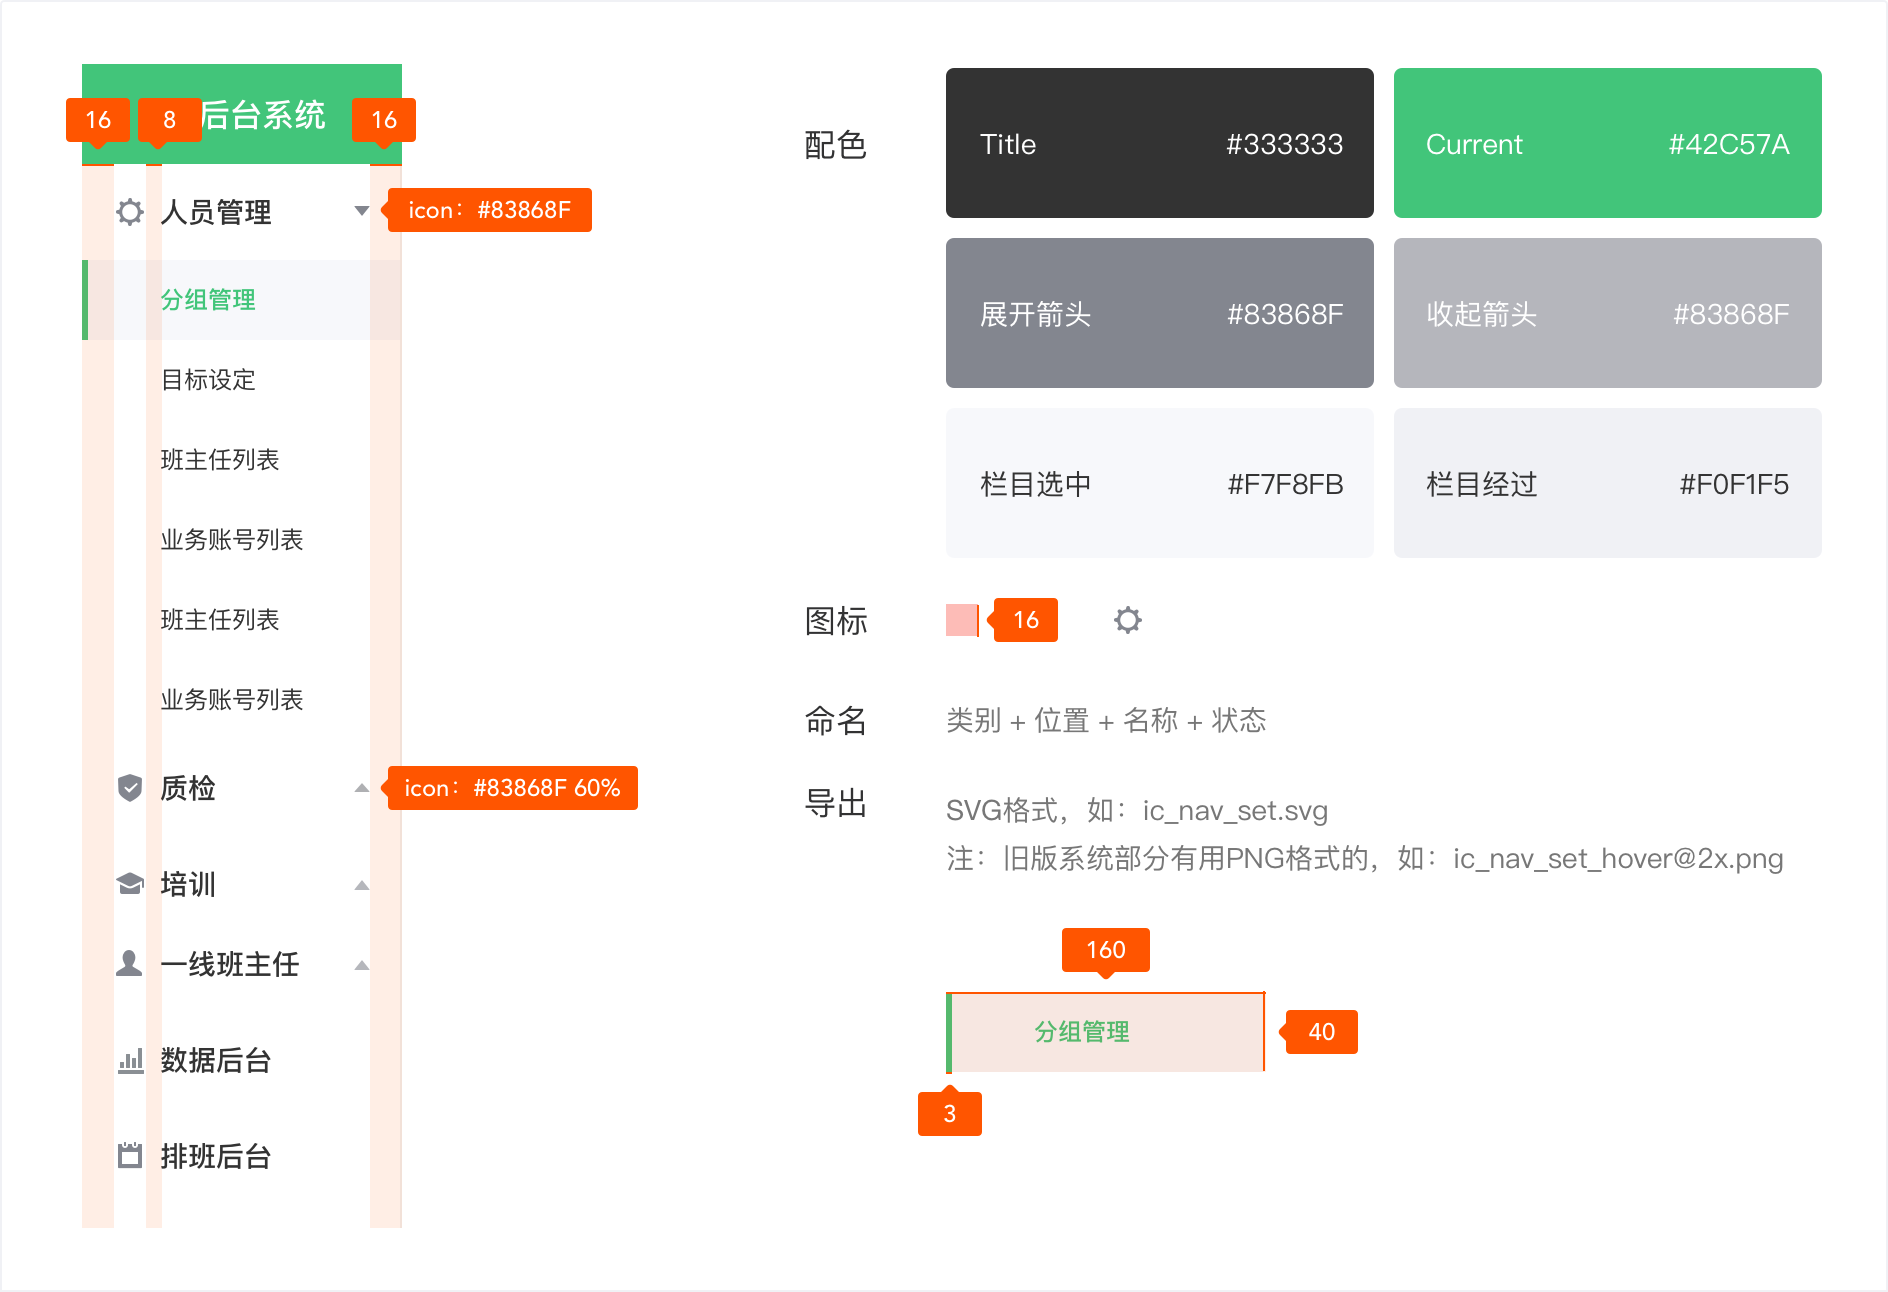 16
8
后台系统
16
人员管理
icon：#83868F
分组管理
目标设定
班主任列表
业务账号列表
班主任列表
业务账号列表
质检
icon：#83868F 60%
培训
一线班主任
数据后台
排班后台
配色
Title #333333
Current #42C57A
展开箭头 #83868F
收起箭头 #83868F
栏目选中 #F7F8FB
栏目经过 #F0F1F5
图标
16
命名
类别 + 位置 + 名称 + 状态
导出
SVG格式，如：ic_nav_set.svg
注：旧版系统部分有用PNG格式的，如：ic_nav_set_hover@2x.png
160
分组管理
40
3